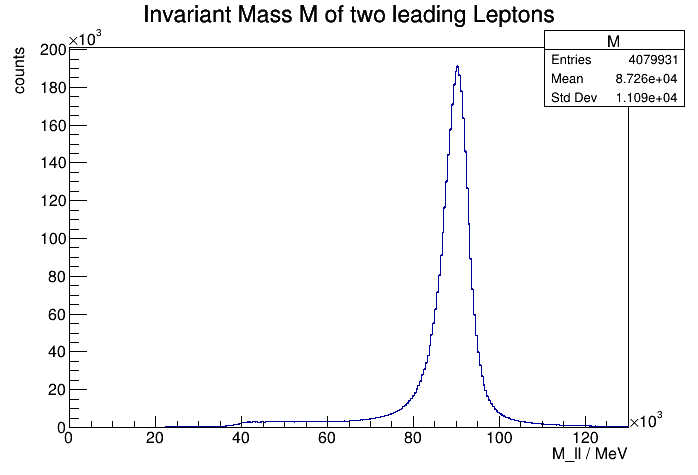 Invariant Mass M of two leading Leptons
×10³
counts
M
Entries 4079931
Mean 8.726e+04
Std Dev 1.109e+04
200
180
160
140
120
100
80
60
40
20
0
0 20 40 60 80 100 120
×10³
M_ll / MeV